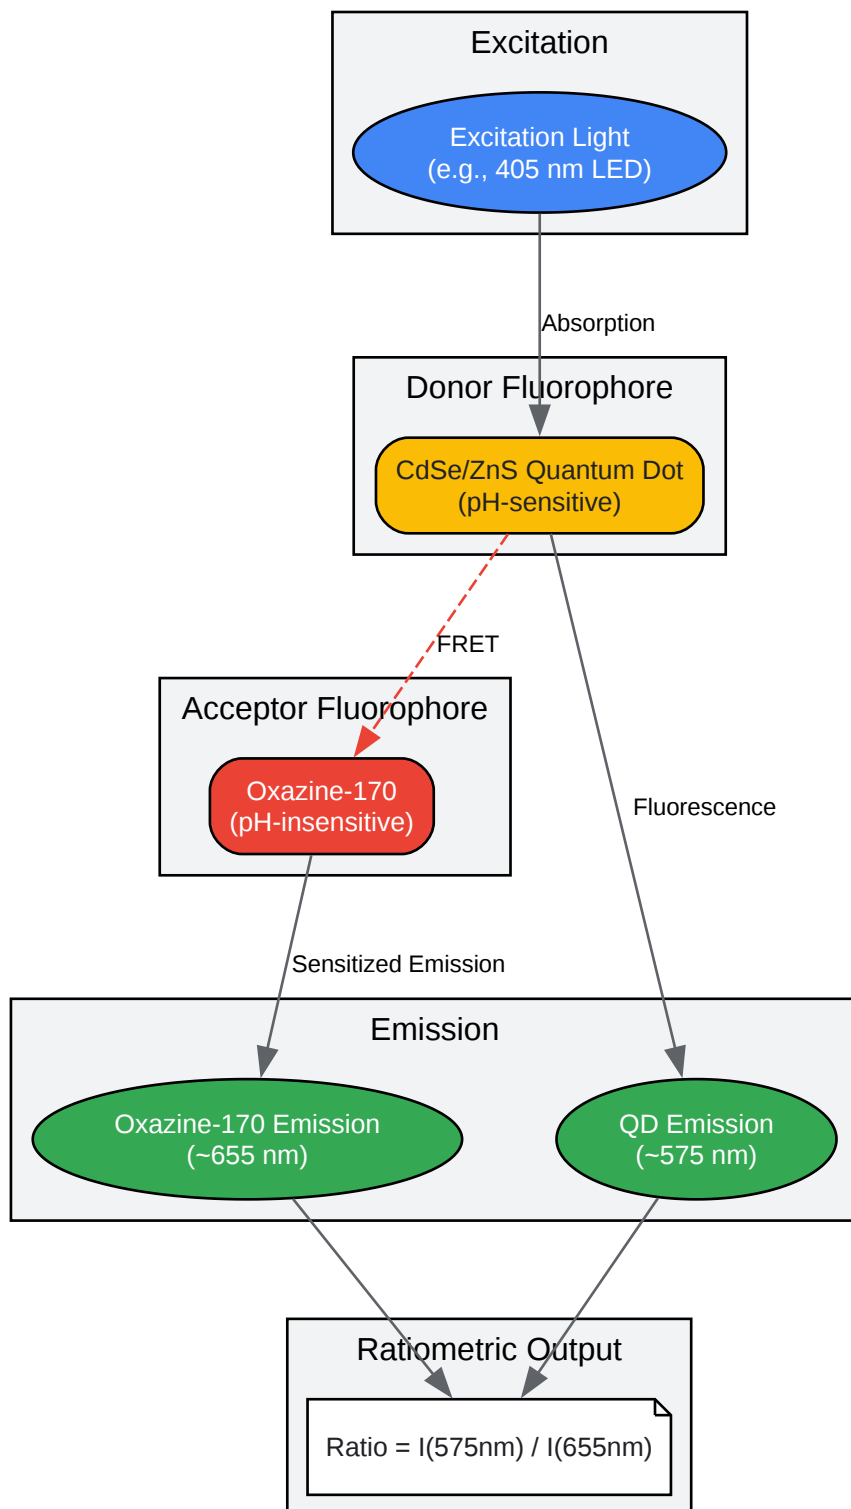 Excitation
Excitation Light
(e.g., 405 nm LED)
Absorption
Donor Fluorophore
CdSe/ZnS Quantum Dot
(pH-sensitive)
FRET
Acceptor Fluorophore
Oxazine-170
(pH-insensitive)
Fluorescence
Sensitized Emission
Emission
Oxazine-170 Emission
(~655 nm)
QD Emission
(~575 nm)
Ratiometric Output
Ratio = I(575nm) / I(655nm)